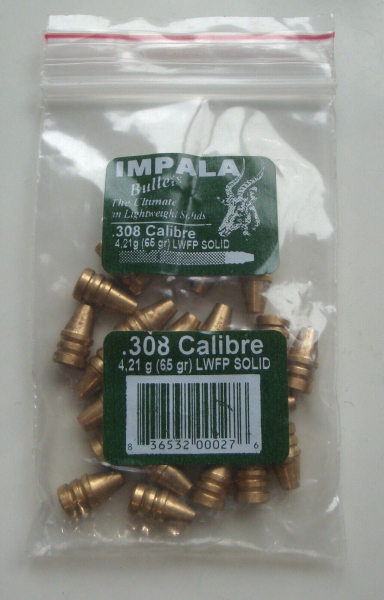 IMPALA
Bullets
The Ultimate
in Lightweight Solids
.308 Calibre
4,21g (65 gr) LWFP SOLID
.308 Calibre
4,21 g (65 gr) LWFP SOLID
8 36532 00027 6